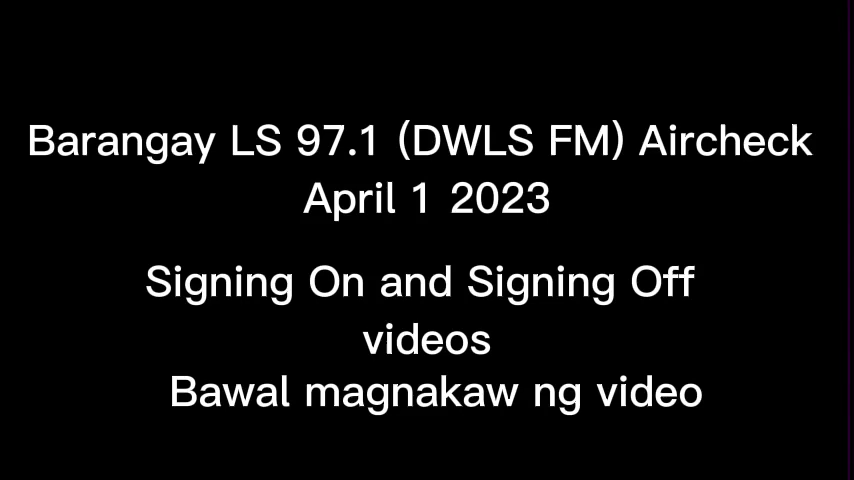 Barangay LS 97.1 (DWLS FM) Aircheck
April 1 2023
Signing On and Signing Off
videos
Bawal magnakaw ng video